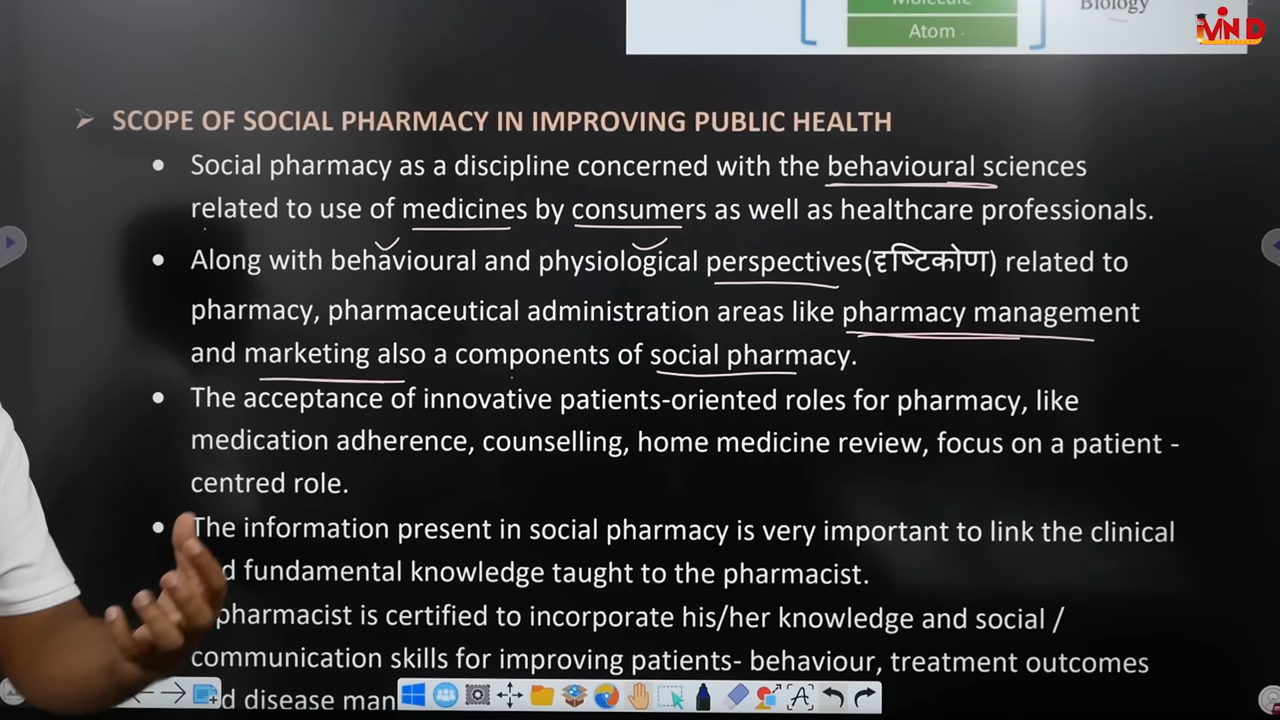 Molecule
Biology
Atom
MIND
SCOPE OF SOCIAL PHARMACY IN IMPROVING PUBLIC HEALTH
Social pharmacy as a discipline concerned with the behavioural sciences
related to use of medicines by consumers as well as healthcare professionals.
Along with behavioural and physiological perspectives(दृष्टिकोण) related to
pharmacy, pharmaceutical administration areas like pharmacy management
and marketing also a components of social pharmacy.
The acceptance of innovative patients-oriented roles for pharmacy, like
medication adherence, counselling, home medicine review, focus on a patient -
centred role.
The information present in social pharmacy is very important to link the clinical
fundamental knowledge taught to the pharmacist.
pharmacist is certified to incorporate his/her knowledge and social /
communication skills for improving patients- behaviour, treatment outcomes
disease man